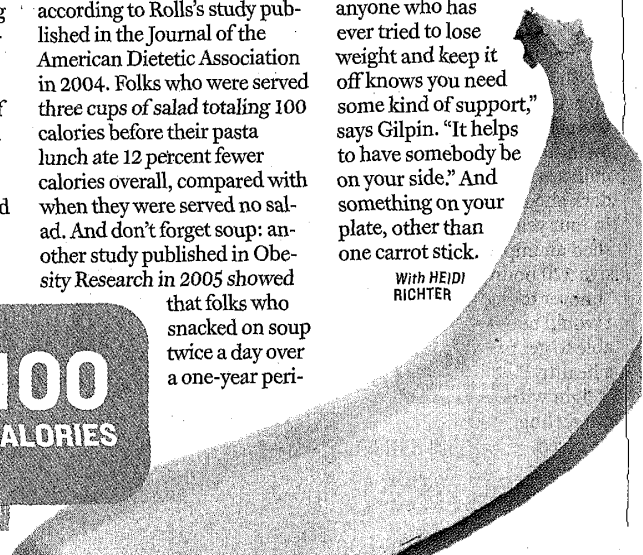 according to Rolls's study pub-
lished in the Journal of the
American Dietetic Association
in 2004. Folks who were served
three cups of salad totaling 100
calories before their pasta
lunch ate 12 percent fewer
calories overall, compared with
when they were served no sal-
ad. And don't forget soup: an-
other study published in Obe-
sity Research in 2005 showed
that folks who
snacked on soup
twice a day over
a one-year peri-
anyone who has
ever tried to lose
weight and keep it
off knows you need
some kind of support,”
says Gilpin. “It helps
to have somebody be
on your side.” And
something on your
plate, other than
one carrot stick.
With HEIDI
RICHTER
100
ALORIES